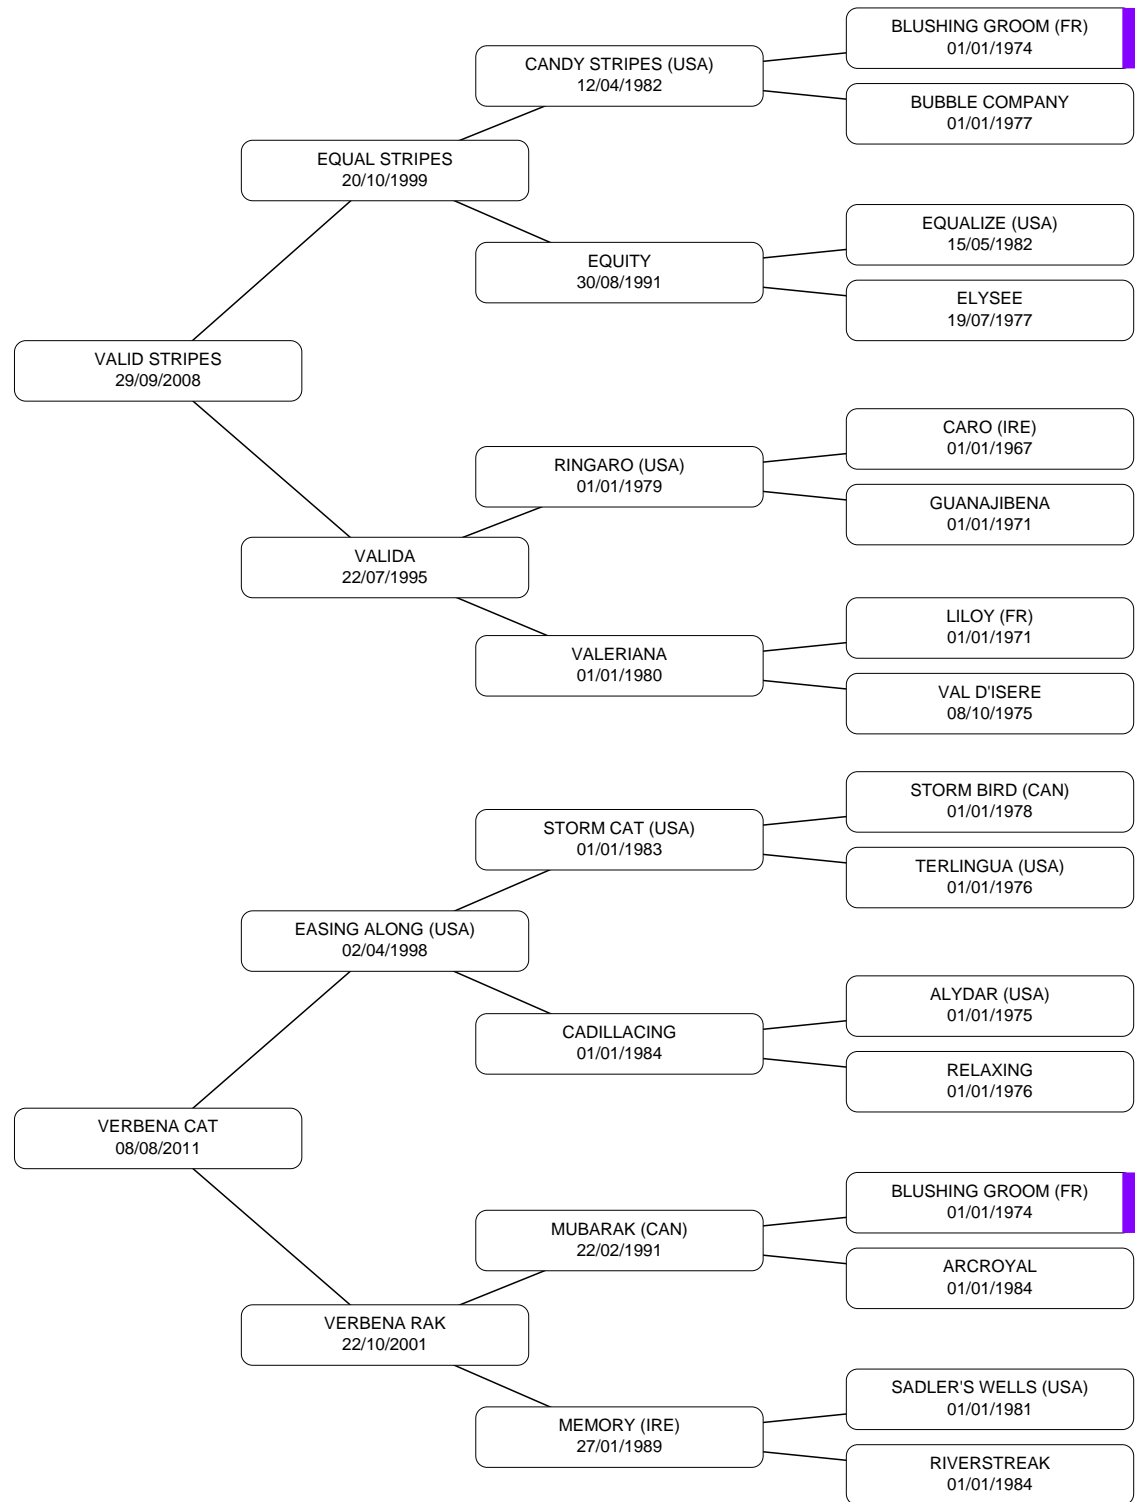 BLUSHING GROOM (FR)
01/01/1974
CANDY STRIPES (USA)
12/04/1982
BUBBLE COMPANY
01/01/1977
EQUAL STRIPES
20/10/1999
EQUALIZE (USA)
15/05/1982
EQUITY
30/08/1991
ELYSEE
19/07/1977
VALID STRIPES
29/09/2008
CARO (IRE)
01/01/1967
RINGARO (USA)
01/01/1979
GUANAJIBENA
01/01/1971
VALIDA
22/07/1995
LILOY (FR)
01/01/1971
VALERIANA
01/01/1980
VAL D'ISERE
08/10/1975
STORM BIRD (CAN)
01/01/1978
STORM CAT (USA)
01/01/1983
TERLINGUA (USA)
01/01/1976
EASING ALONG (USA)
02/04/1998
ALYDAR (USA)
01/01/1975
CADILLACING
01/01/1984
RELAXING
01/01/1976
VERBENA CAT
08/08/2011
BLUSHING GROOM (FR)
01/01/1974
MUBARAK (CAN)
22/02/1991
ARCROYAL
01/01/1984
VERBENA RAK
22/10/2001
SADLER'S WELLS (USA)
01/01/1981
MEMORY (IRE)
27/01/1989
RIVERSTREAK
01/01/1984